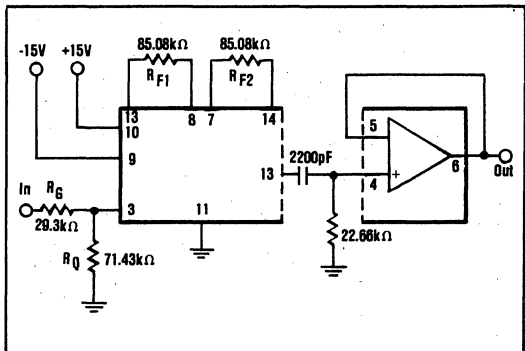 -15V +15V
85.08kΩ 85.08kΩ
RF1 RF2
13 8 7 14
10
9
5
6
Out
13 2200pF
+
4
In RG
3
29.3kΩ
11
RQ 71.43kΩ
22.66kΩ